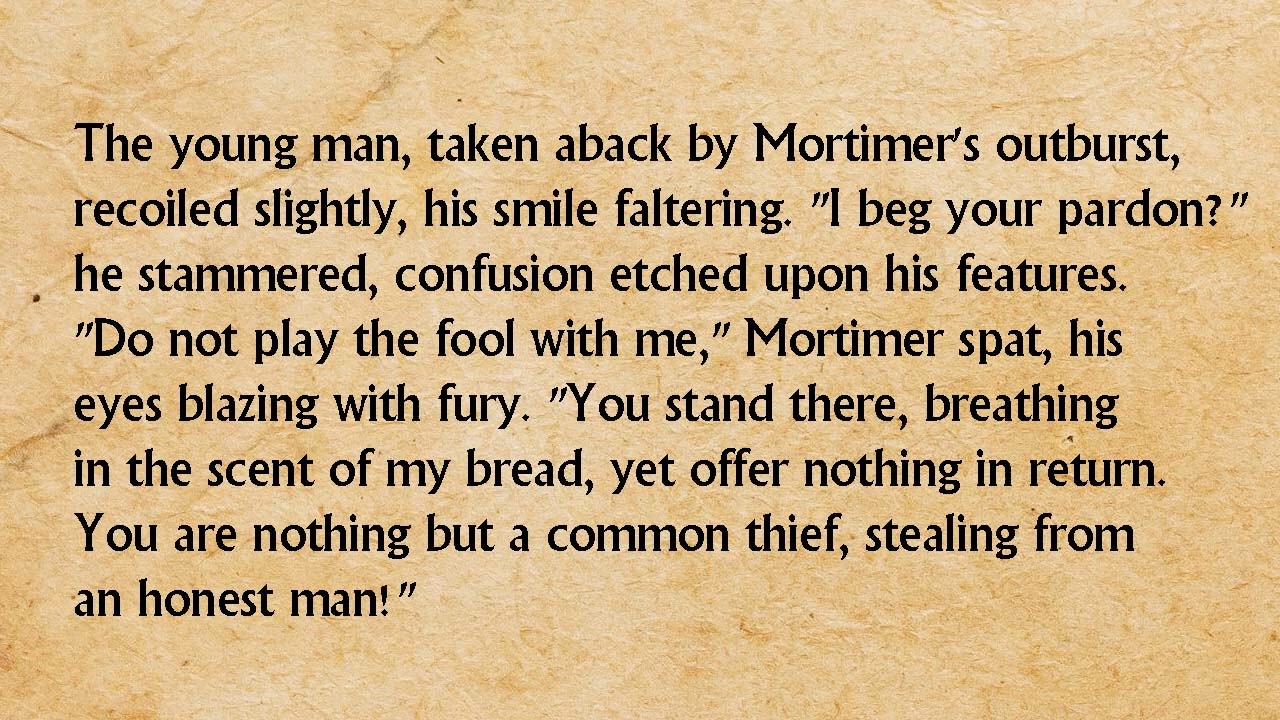 The young man, taken aback by Mortimer's outburst,
recoiled slightly, his smile faltering. "I beg your pardon?"
he stammered, confusion etched upon his features.
"Do not play the fool with me," Mortimer spat, his
eyes blazing with fury. "You stand there, breathing
in the scent of my bread, yet offer nothing in return.
You are nothing but a common thief, stealing from
an honest man!"